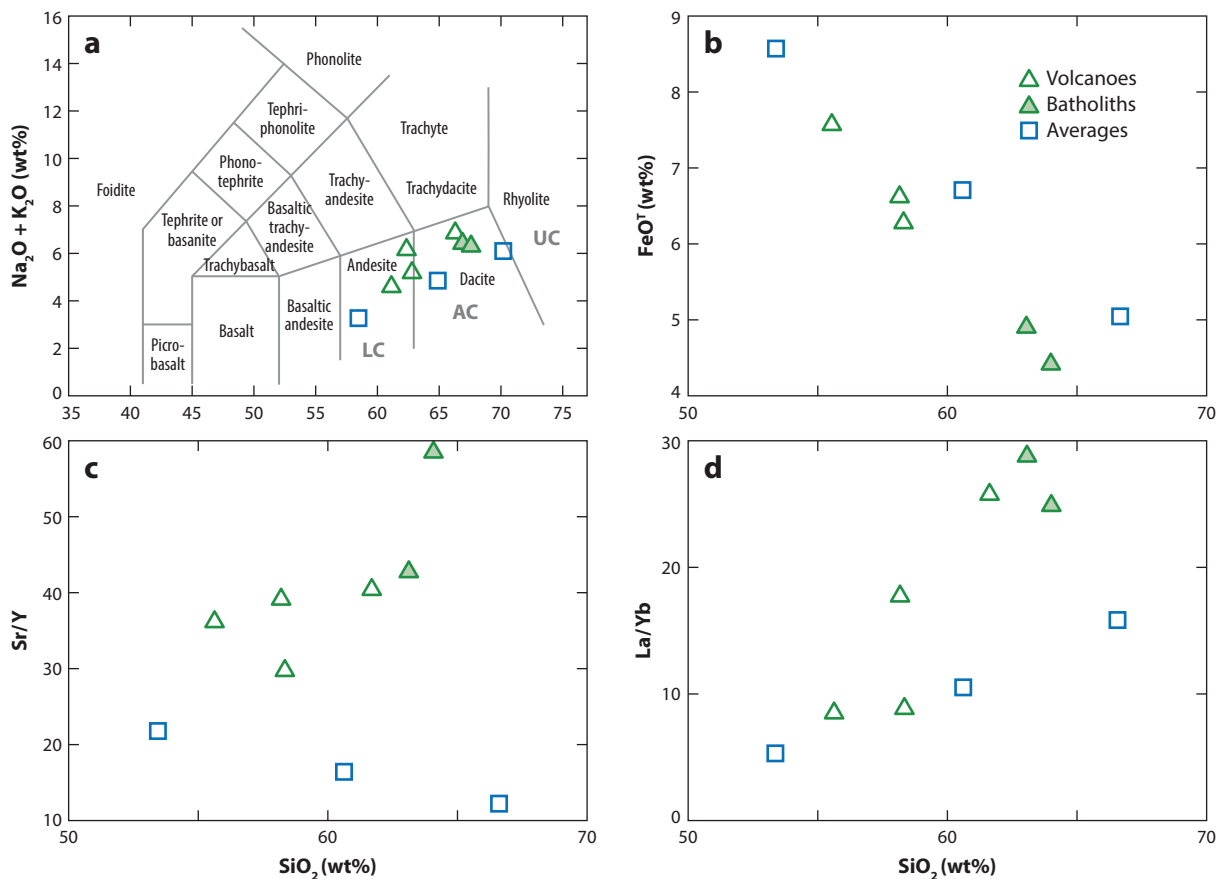 a
Na₂O + K₂O (wt%)
16
14
12
10
8
6
4
2
0
35
40
45
50
55
60
65
70
75
Phonolite
Tephri-
phonolite
Trachyte
Phono-
tephrite
Foidite
Trachy-
andesite
Trachydacite
Rhyolite
Tephrite or
basanite
Basaltic
trachy-
andesite
UC
Trachybasalt
Andesite
Dacite
AC
Basalt
Basaltic
andesite
LC
Picro-
basalt
b
FeOᵀ (wt%)
9
8
7
6
5
4
50
60
70
Volcanoes
Batholiths
Averages
c
Sr/Y
60
50
40
30
20
10
50
60
70
SiO₂ (wt%)
d
La/Yb
30
20
10
0
50
60
70
SiO₂ (wt%)